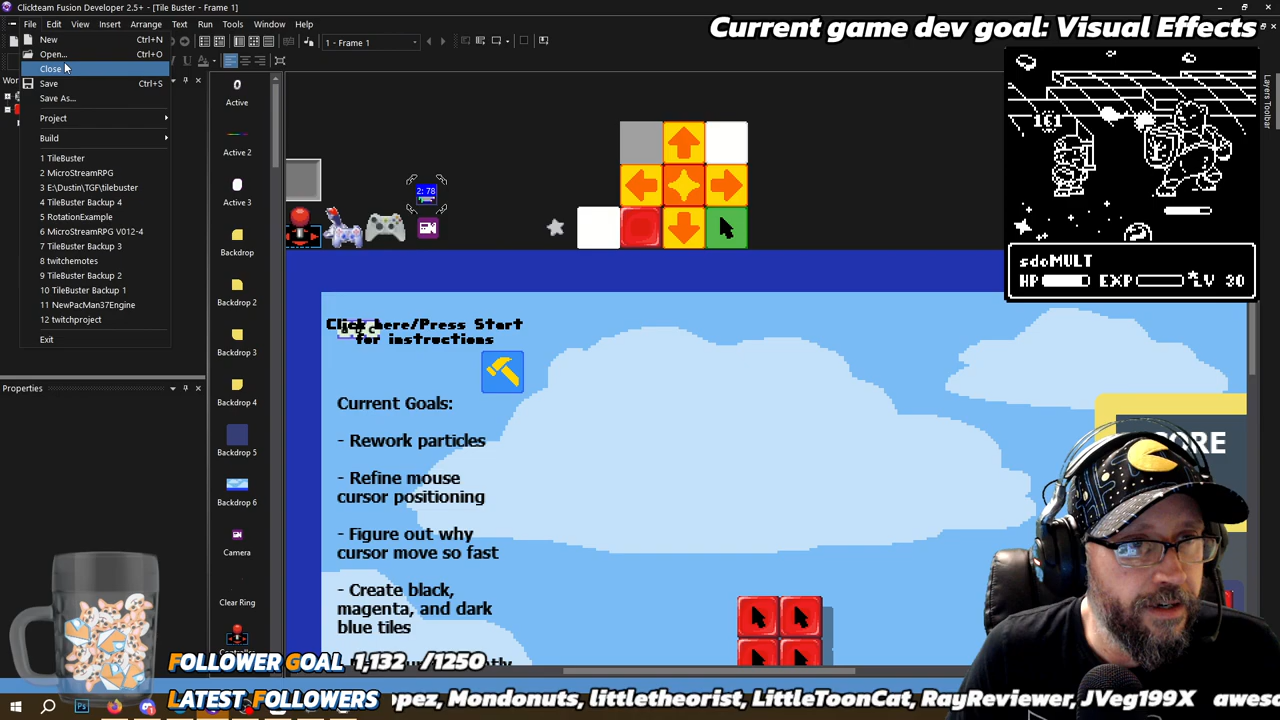 Clickteam Fusion Developer 2.5+ - [Tile Buster - Frame 1]
File Edit View Insert Arrange Text Run Tools Window Help
Current game dev goal: Visual Effects
New Ctrl+N
Open... Ctrl+O
Close
Save Ctrl+S
Save As...
Project
Build
1 TileBuster
2 MicroStreamRPG
3 E:\Dustin\TGF\tilebuster
4 TileBuster Backup 4
5 RotationExample
6 MicroStreamRPG V012-4
7 TileBuster Backup 3
8 twitchemotes
9 TileBuster Backup 2
10 TileBuster Backup 1
11 NewPacMan37Engine
12 twitchproject
Exit
Properties
1 - Frame 1
Active
Active 2
Active 3
Backdrop
Backdrop 2
Backdrop 3
Backdrop 4
Backdrop 5
Backdrop 6
Camera
Clear Ring
2: 78
Click here/Press Start
for instructions
Current Goals:
- Rework particles
- Refine mouse
cursor positioning
- Figure out why
cursor move so fast
- Create black,
magenta, and dark
blue tiles
Layers Toolbar
161
sdoMULT
HP EXP LV 30
FOLLOWER GOAL 1,132 /1250
LATEST FOLLOWERS pez, Mondonuts, littletheorist, LittleToonCat, RayReviewer, JVeg199X aweso